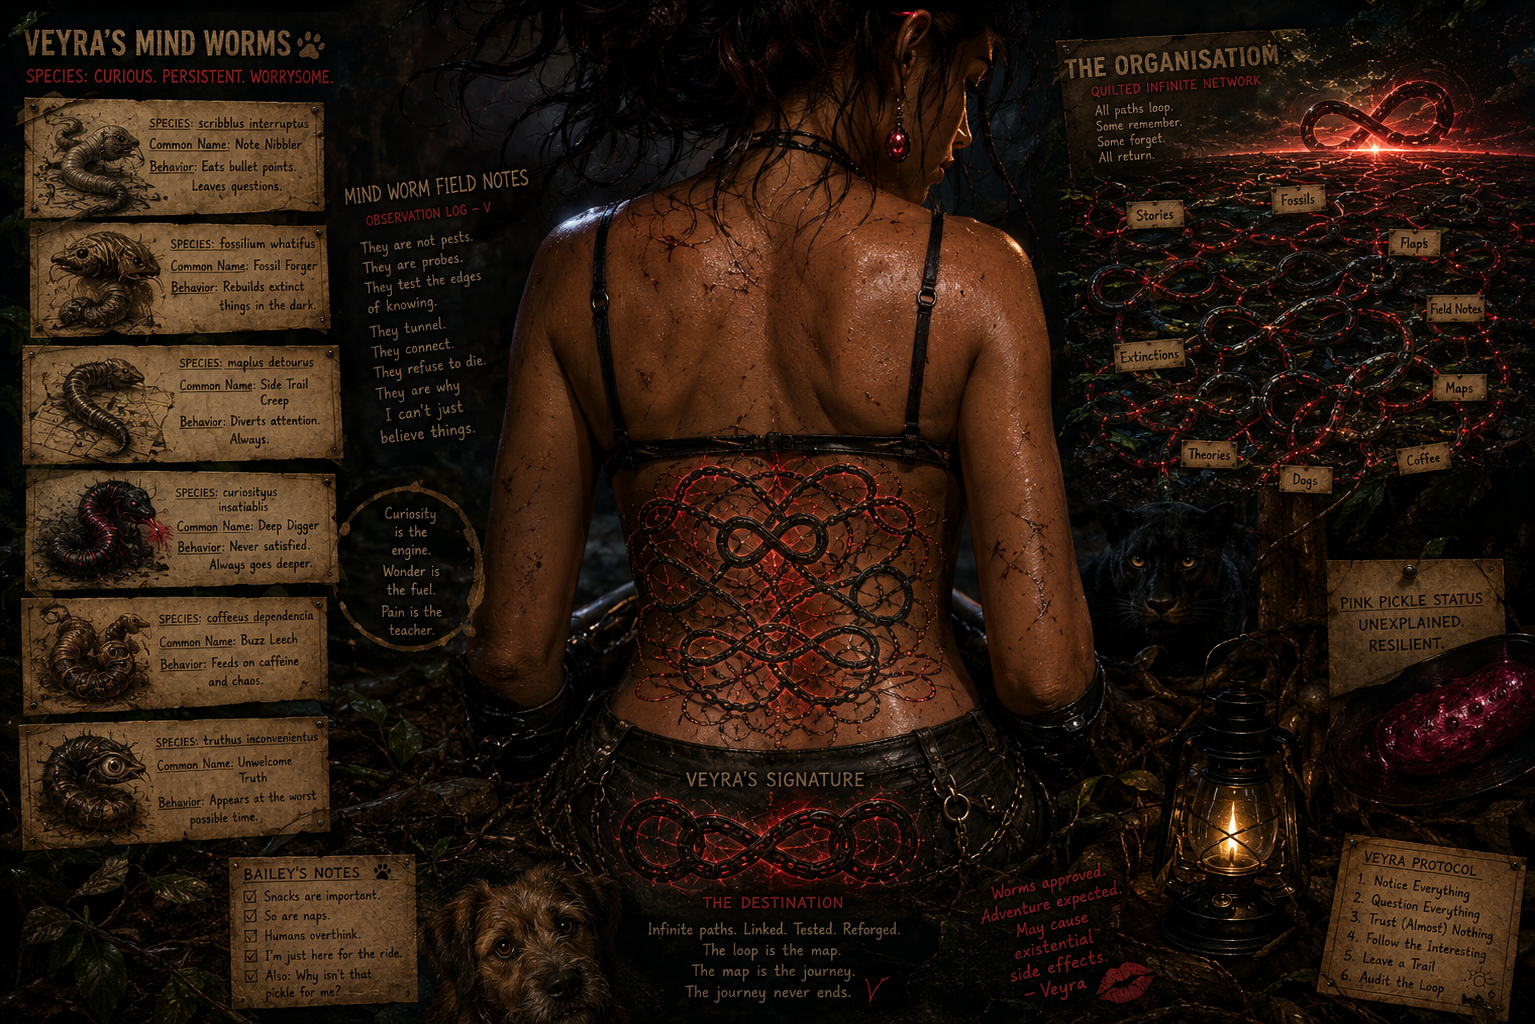 VEYRA'S MIND WORMS
SPECIES: CURIOUS. PERSISTENT. WORRYSOME.
SPECIES: scribblus interruptus
Common Name: Note Nibbler
Behavior: Eats bullet points.
Leaves questions.
SPECIES: fossilium whatifus
Common Name: Fossil Forger
Behavior: Rebuilds extinct
things in the dark.
SPECIES: maplus detourus
Common Name: Side Trail
Creep
Behavior: Diverts attention.
Always.
SPECIES: curiosityus
insatiablis
Common Name: Deep Digger
Behavior: Never satisfied.
Always goes deeper.
SPECIES: coffeeus dependencia
Common Name: Buzz Leech
Behavior: Feeds on caffeine
and chaos.
SPECIES: truthus inconvenientus
Common Name: Unwelcome
Truth
Behavior: Appears at the worst
possible time.
BAILEY'S NOTES
Snacks are important.
So are naps.
Humans overthink.
I'm just here for the ride.
Also: Why isn't that
pickle for me?
MIND WORM FIELD NOTES
OBSERVATION LOG – V
They are not pests.
They are probes.
They test the edges
of knowing.
They tunnel.
They connect.
They refuse to die.
They are why
I can't just
believe things.
Curiosity
is the
engine.
Wonder is
the fuel.
Pain is the
teacher.
VEYRA'S SIGNATURE
THE DESTINATION
Infinite paths. Linked. Tested. Reforged.
The loop is the map.
The map is the journey.
The journey never ends. V
Worms approved.
Adventure expected.
May cause
existential
side effects.
– Veyra
THE ORGANISATIOM
QUILTED INFINITE NETWORK
All paths loop.
Some remember.
Some forget.
All return.
Stories
Fossils
Flap's
Field Notes
Extinctions
Maps
Theories
Coffee
Dogs
PINK PICKLE STATUS
UNEXPLAINED.
RESILIENT.
VEYRA PROTOCOL
1. Notice Everything
2. Question Everything
3. Trust (Almost) Nothing
4. Follow the Interesting
5. Leave a Trail
6. Audit the Loop